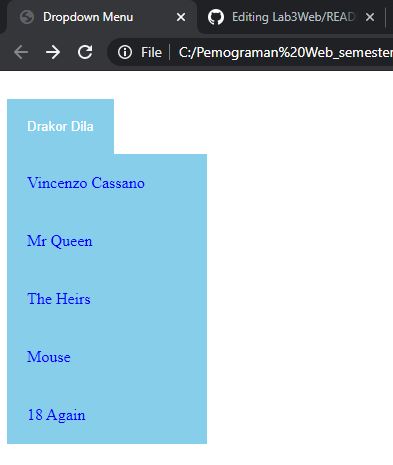 Dropdown Menu
Editing Lab3Web/READ
File
C:/Pemograman%20Web_semester
Drakor Dila
Vincenzo Cassano
Mr Queen
The Heirs
Mouse
18 Again